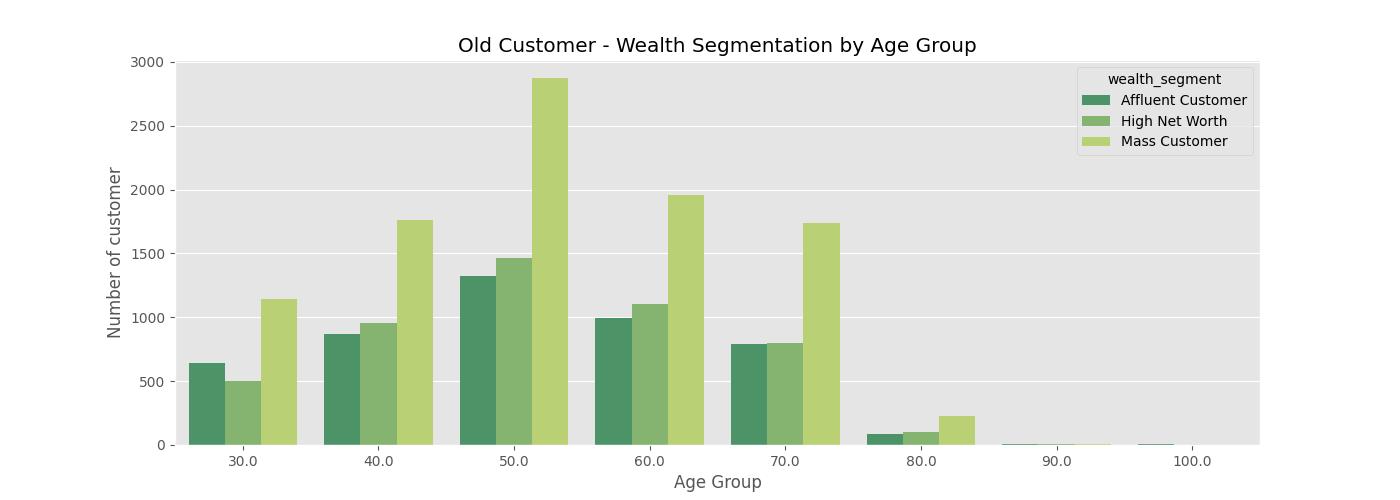 Old Customer - Wealth Segmentation by Age Group
3000
2500
2000
1500
1000
500
0
Number of customer
wealth_segment
Affluent Customer
High Net Worth
Mass Customer
30.0 40.0 50.0 60.0 70.0 80.0 90.0 100.0
Age Group